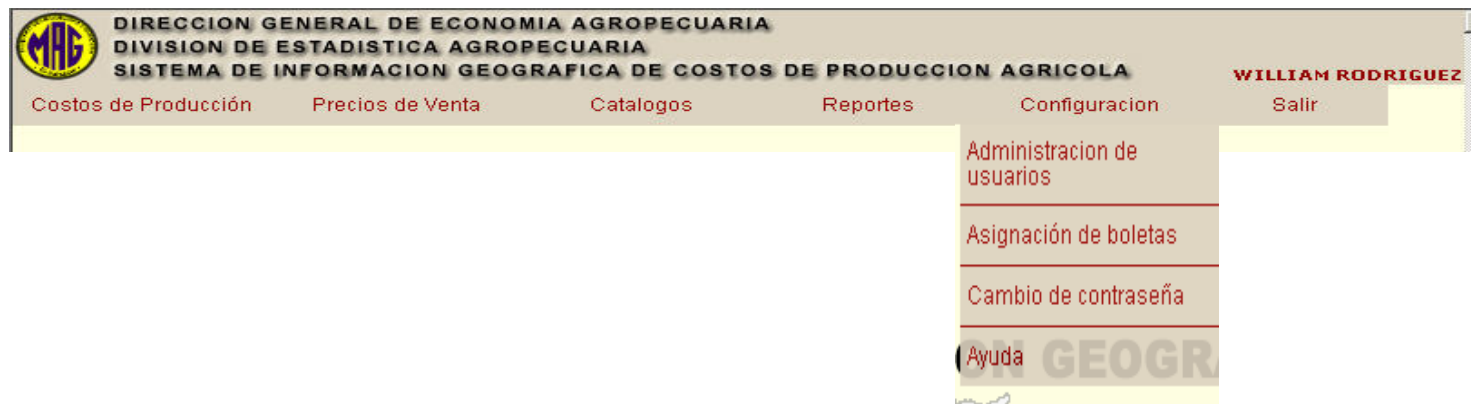 MAG
DIRECCION GENERAL DE ECONOMIA AGROPECUARIA
DIVISION DE ESTADISTICA AGROPECUARIA
SISTEMA DE INFORMACION GEOGRAFICA DE COSTOS DE PRODUCCION AGRICOLA
WILLIAM RODRIGUEZ
Costos de Producción Precios de Venta Catalogos Reportes Configuracion Salir
Administracion de
usuarios
Asignación de boletas
Cambio de contraseña
Ayuda
ON GEOGR